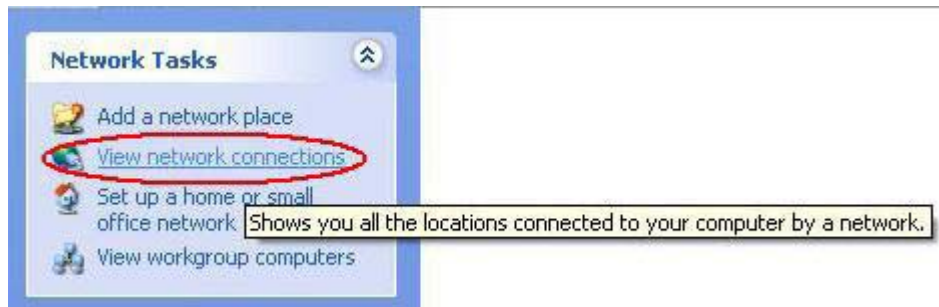 Network Tasks
Add a network place
View network connections
Set up a home or small
office network
Shows you all the locations connected to your computer by a network.
View workgroup computers